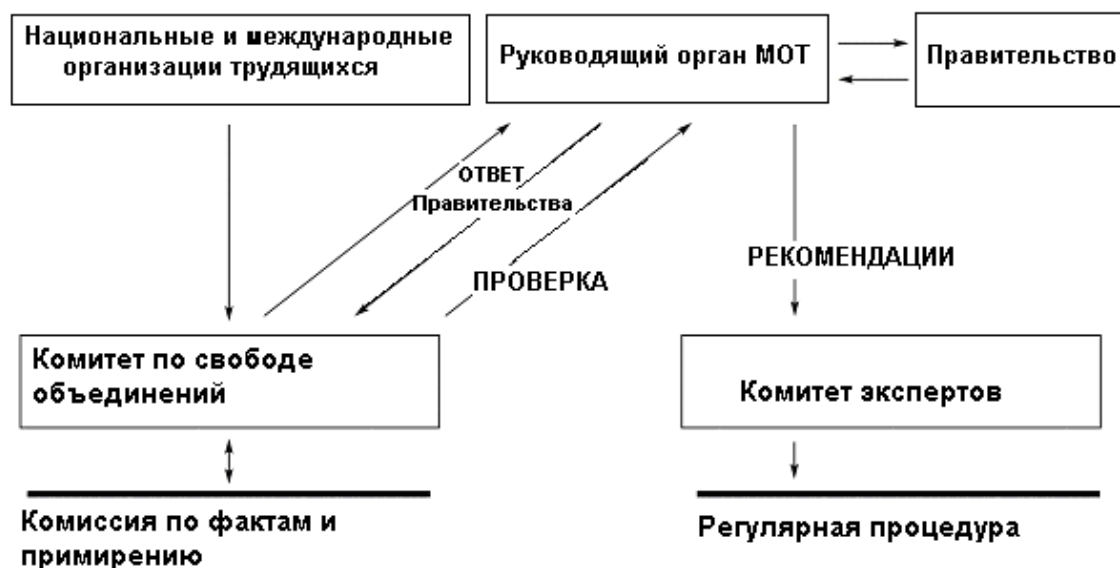 Национальные и международные
организации трудящихся
Руководящий орган МОТ
Правительство
ОТВЕТ
Правительства
ПРОВЕРКА
РЕКОМЕНДАЦИИ
Комитет по свободе
объединений
Комитет экспертов
Комиссия по фактам и
примирению
Регулярная процедура